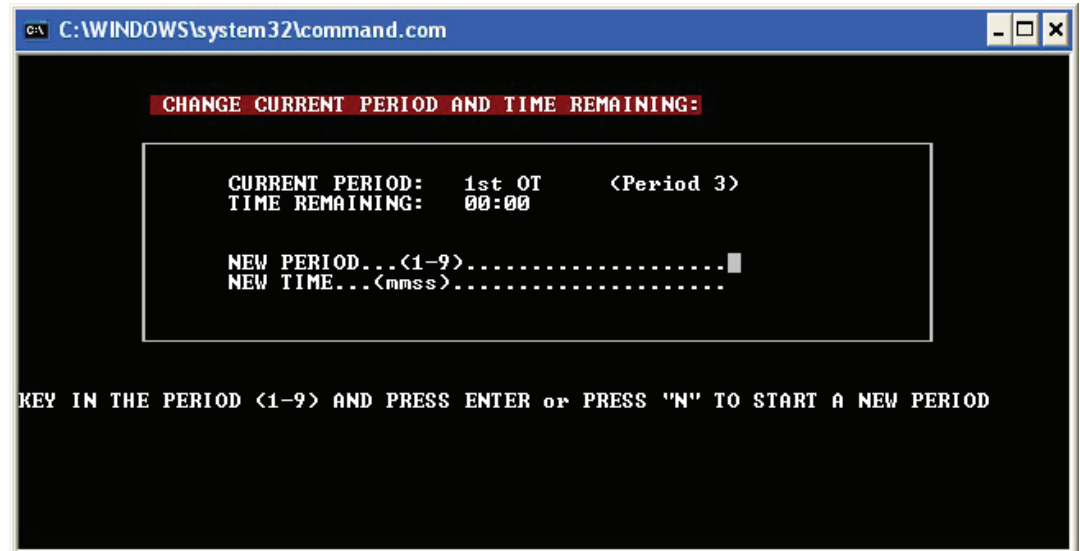 C:\WINDOWS\system32\command.com
CHANGE CURRENT PERIOD AND TIME REMAINING:
CURRENT PERIOD: 1st OT (Period 3)
TIME REMAINING: 00:00
NEW PERIOD...(1-9)....................
NEW TIME...(mmss).....................
KEY IN THE PERIOD (1-9) AND PRESS ENTER or PRESS "N" TO START A NEW PERIOD